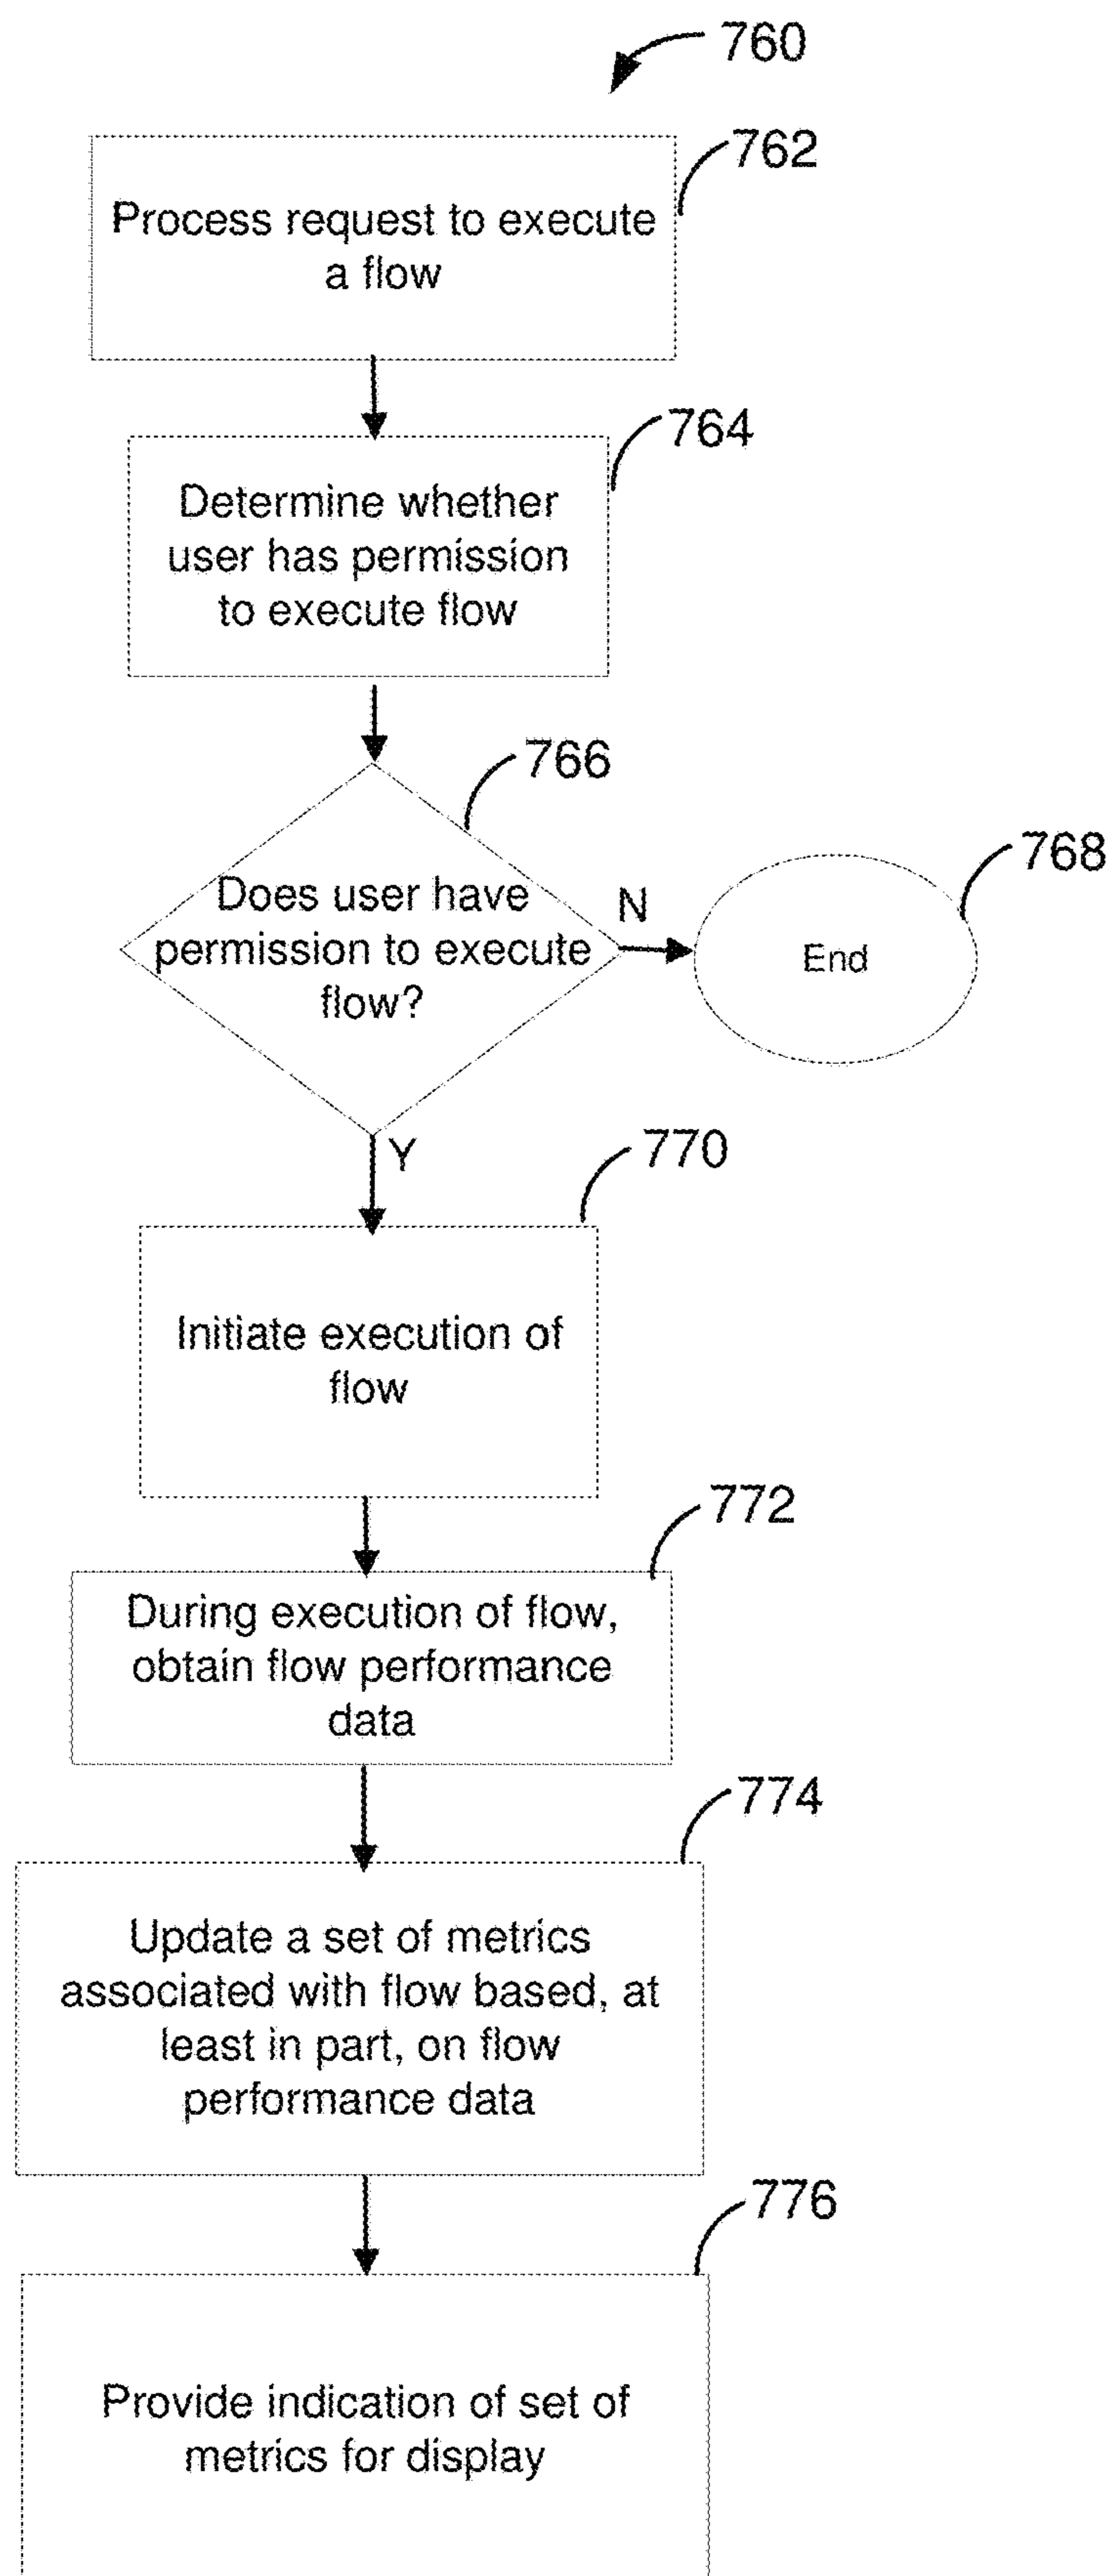 760
762
Process request to execute
a flow
764
Determine whether
user has permission
to execute flow
766
Does user have
permission to execute
flow?
N
768
End
Y
770
Initiate execution of
flow
772
During execution of flow,
obtain flow performance
data
774
Update a set of metrics
associated with flow based, at
least in part, on flow
performance data
776
Provide indication of set of
metrics for display